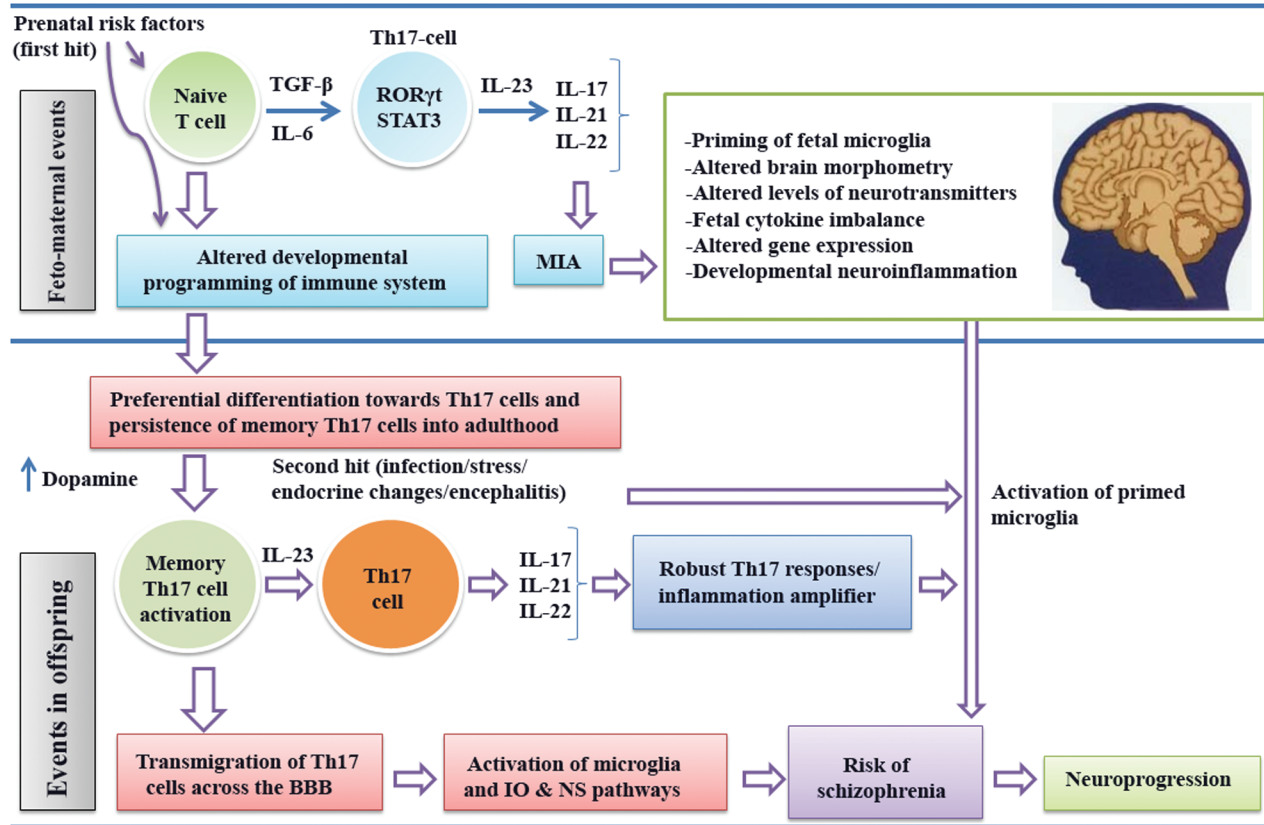 Prenatal risk factors
(first hit)
Feto-maternal events
Naive
T cell
TGF-β
IL-6
Th17-cell
RORγt
STAT3
IL-23
IL-17
IL-21
IL-22
Altered developmental
programming of immune system
MIA
-Priming of fetal microglia
-Altered brain morphometry
-Altered levels of neurotransmitters
-Fetal cytokine imbalance
-Altered gene expression
-Developmental neuroinflammation
Preferential differentiation towards Th17 cells and
persistence of memory Th17 cells into adulthood
Dopamine
Second hit (infection/stress/
endocrine changes/encephalitis)
Activation of primed
microglia
Events in offspring
Memory
Th17 cell
activation
IL-23
Th17
cell
IL-17
IL-21
IL-22
Robust Th17 responses/
inflammation amplifier
Transmigration of Th17
cells across the BBB
Activation of microglia
and IO & NS pathways
Risk of
schizophrenia
Neuroprogression